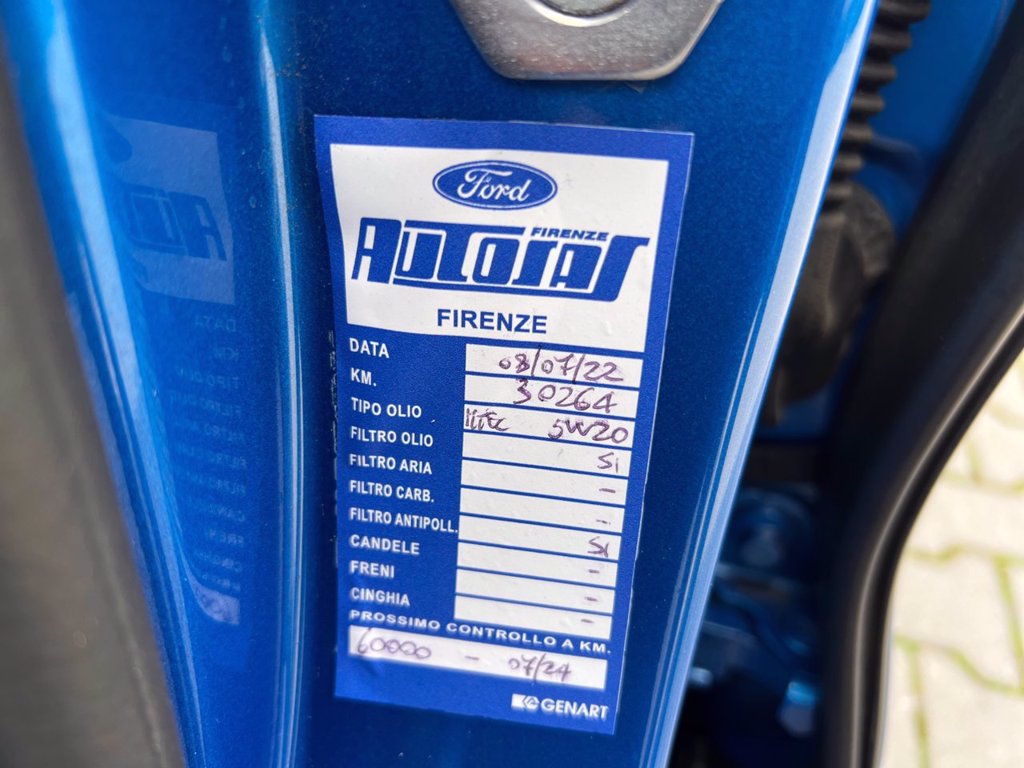 Ford
FIRENZE
AUTOSAS
FIRENZE
DATA 08/07/22
KM. 30264
TIPO OLIO 5W20
FILTRO OLIO Si
FILTRO ARIA -
FILTRO CARB. -
FILTRO ANTIPOLL. Si
CANDELE -
FRENI -
CINGHIA
PROSSIMO CONTROLLO A KM.
60000 - 07/24
GENART